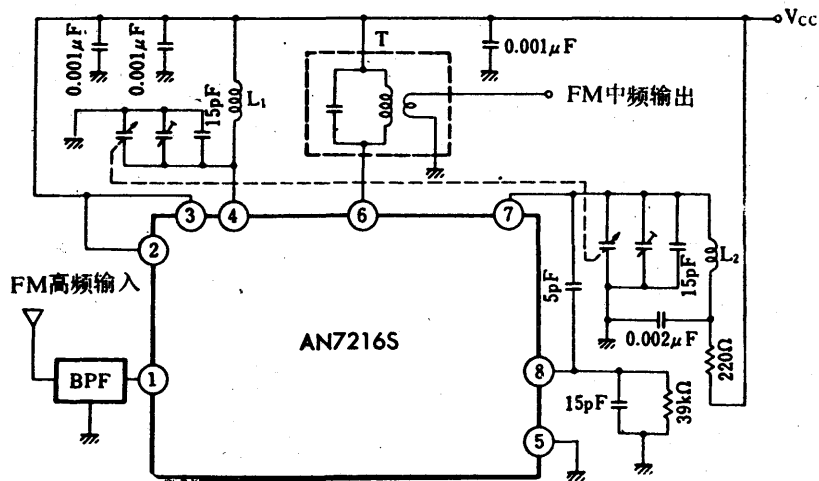 VCC
T
0.001μF
0.001μF
0.001μF
15pF
L1
FM中频输出
3
4
6
7
2
FM高频输入
5pF
15pF
L2
AN7216S
0.002μF
220Ω
BPF
1
8
15pF
39kΩ
5